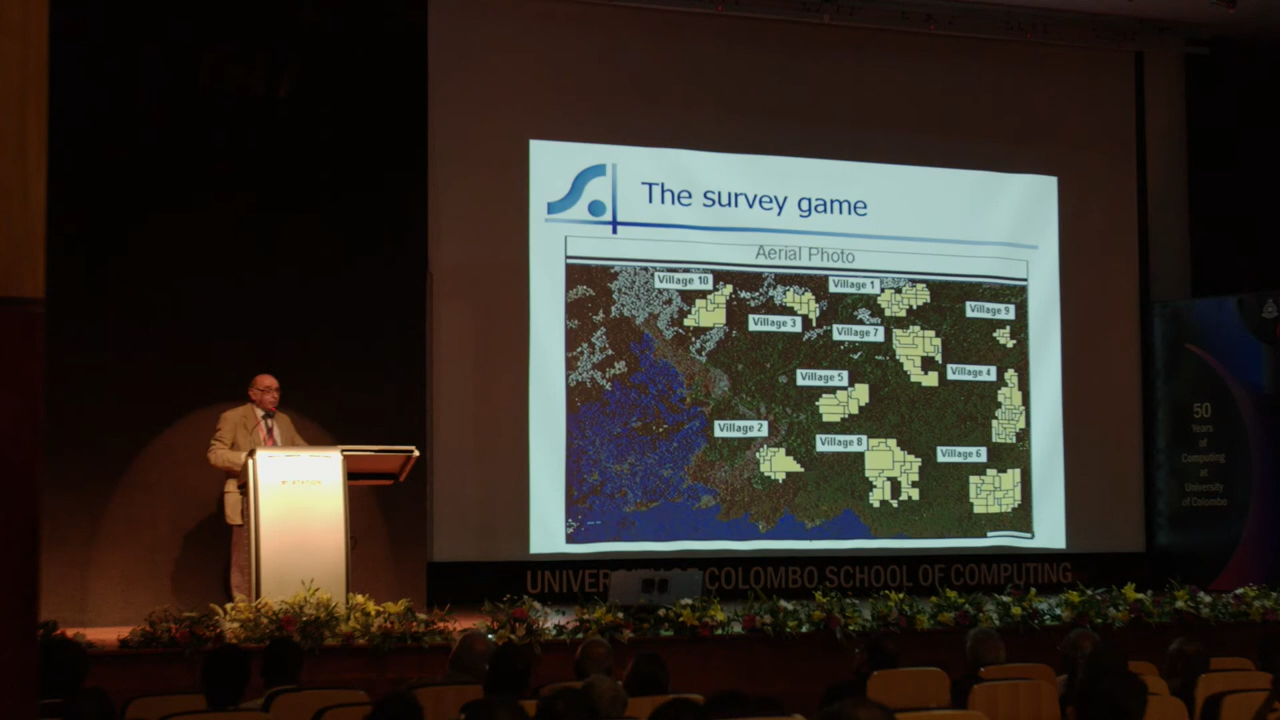 The survey game
Aerial Photo
Village 10
Village 1
Village 9
Village 3
Village 7
Village 5
Village 4
Village 2
Village 8
Village 6
50
Years
of
Computing
at
University
of Colombo
COLOMBO SCHOOL OF COMPUTING